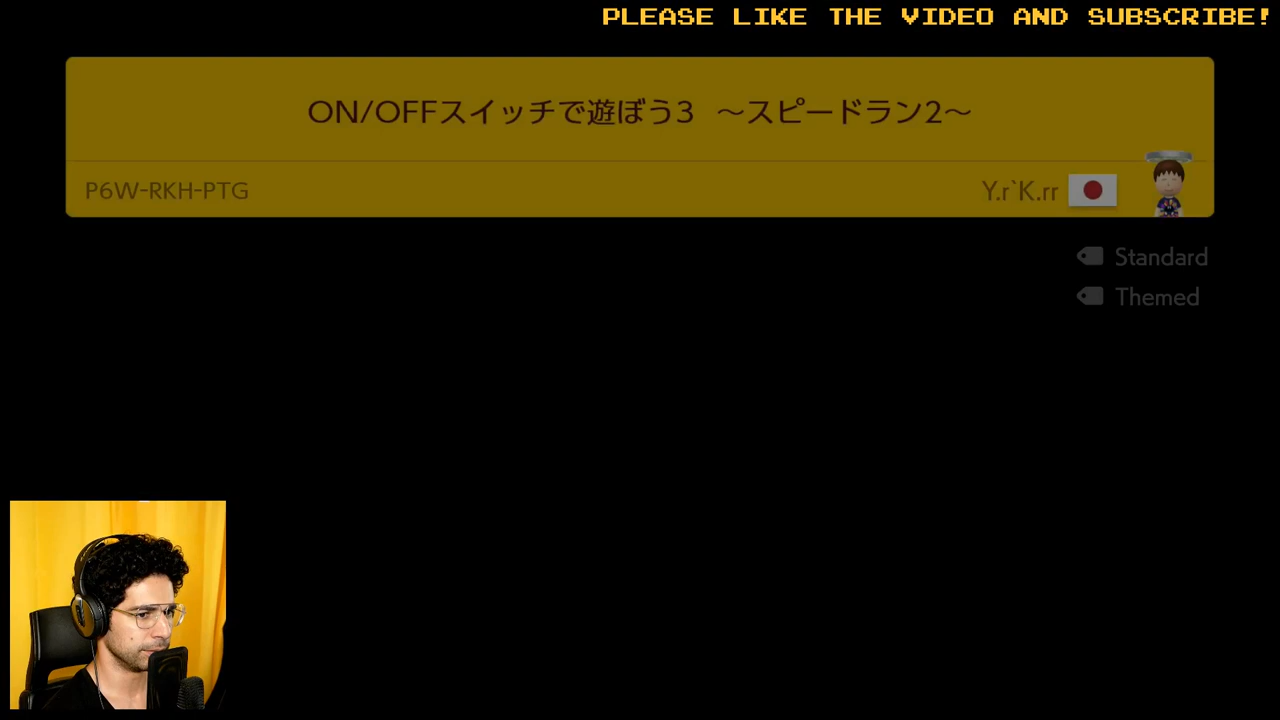 PLEASE LIKE THE VIDEO AND SUBSCRIBE!
ON/OFFスイッチで遊ぼう3 ～スピードラン2～
P6W-RKH-PTG
Y.r`K.rr
Standard
Themed